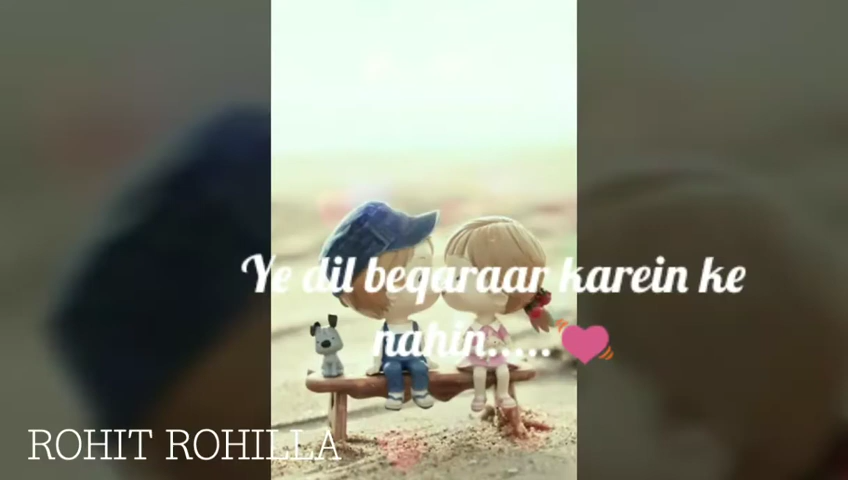 Ye dil beqaraar karein ke
nahin.....💓
ROHIT ROHILLA